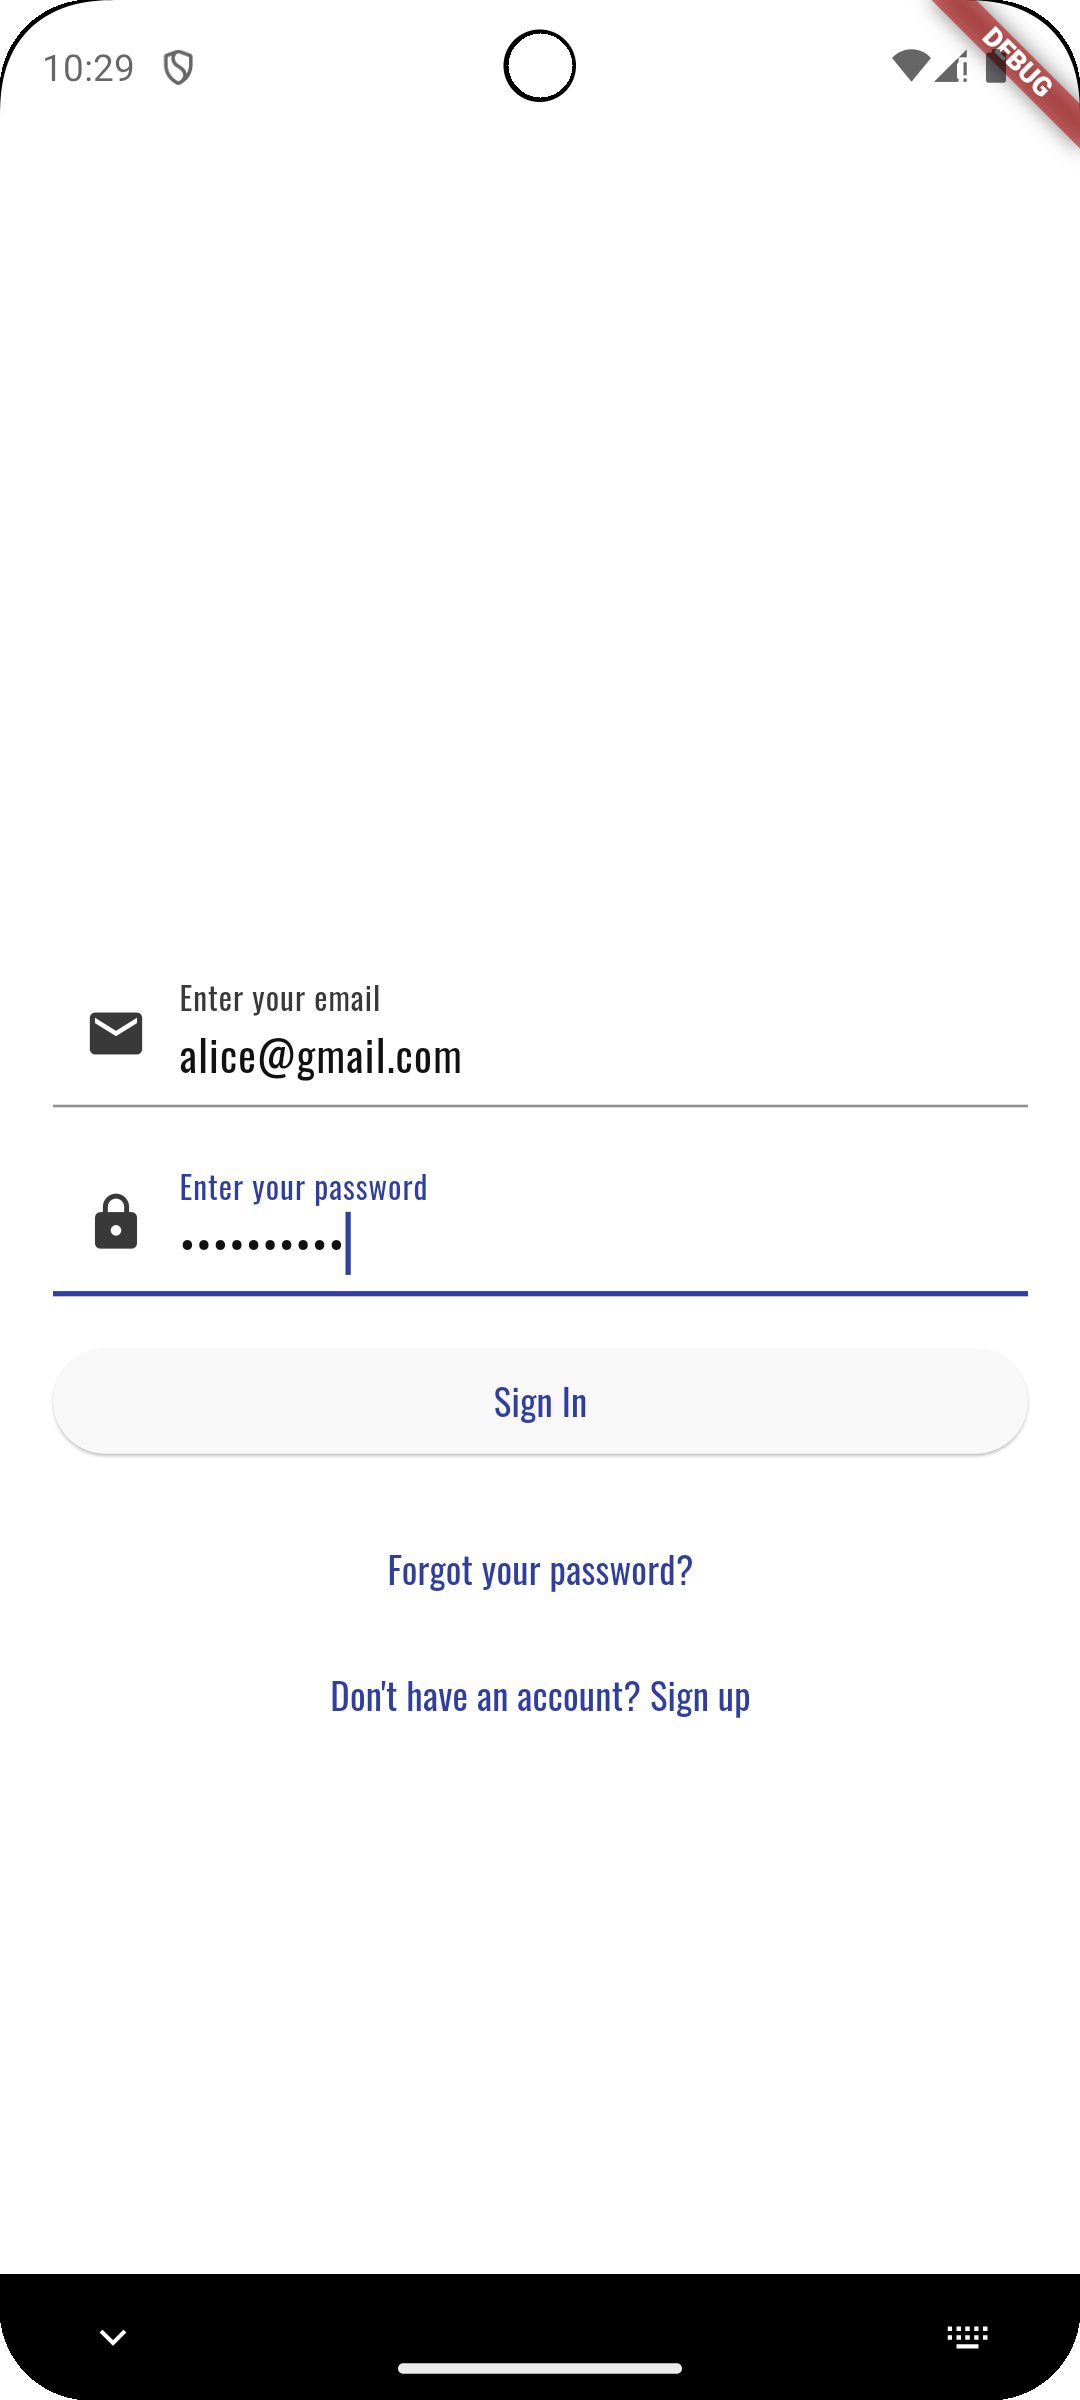 10:29
DEBUG
Enter your email
alice@gmail.com
Enter your password
••••••••••
Sign In
Forgot your password?
Don't have an account? Sign up